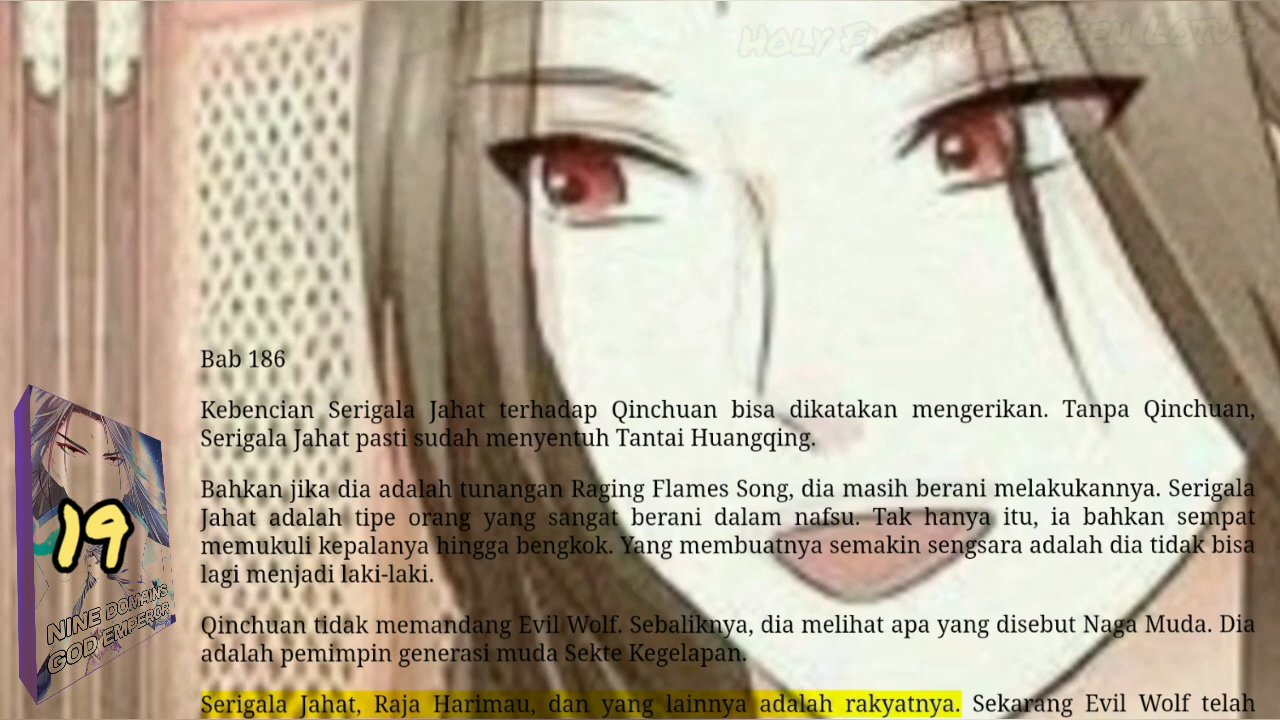 Holy Flaming Green Lotus
Bab 186
Kebencian Serigala Jahat terhadap Qinchuan bisa dikatakan mengerikan. Tanpa Qinchuan,
Serigala Jahat pasti sudah menyentuh Tantai Huangqing.
Bahkan jika dia adalah tunangan Raging Flames Song, dia masih berani melakukannya. Serigala
Jahat adalah tipe orang yang sangat berani dalam nafsu. Tak hanya itu, ia bahkan sempat
memukuli kepalanya hingga bengkok. Yang membuatnya semakin sengsara adalah dia tidak bisa
lagi menjadi laki-laki.
Qinchuan tidak memandang Evil Wolf. Sebaliknya, dia melihat apa yang disebut Naga Muda. Dia
adalah pemimpin generasi muda Sekte Kegelapan.
Serigala Jahat, Raja Harimau, dan yang lainnya adalah rakyatnya. Sekarang Evil Wolf telah
19
NINE DOMAINS
GOD EMPEROR